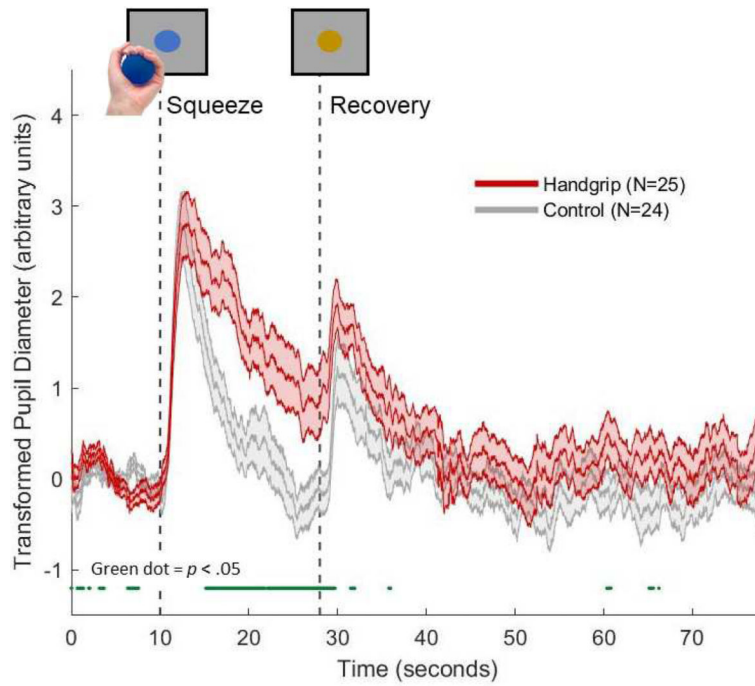 Squeeze
Recovery
4
Handgrip (N=25)
3
Control (N=24)
2
1
0
-1
Green dot = p < .05
0 10 20 30 40 50 60 70
Time (seconds)
Transformed Pupil Diameter (arbitrary units)